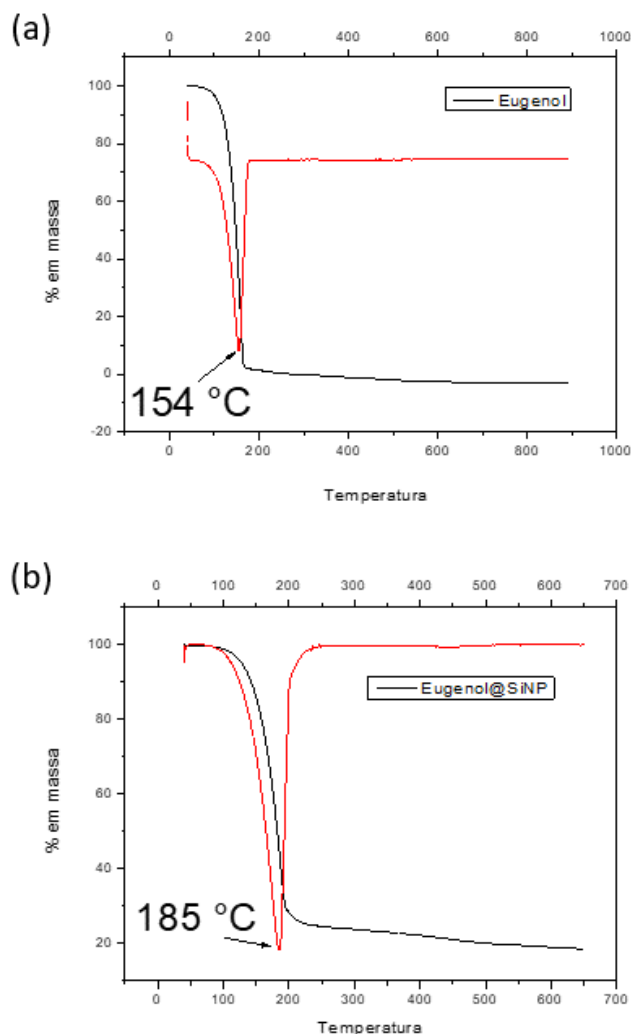 (a)
0 200 400 600 800 1000
Eugenol
100
80
60
40
20
0
-20
% em massa
154 °C
0 200 400 600 800 1000
Temperatura
(b)
0 100 200 300 400 500 600 700
Eugenol@SiNP
100
80
60
40
20
% em massa
185 °C
0 100 200 300 400 500 600 700
Temperatura